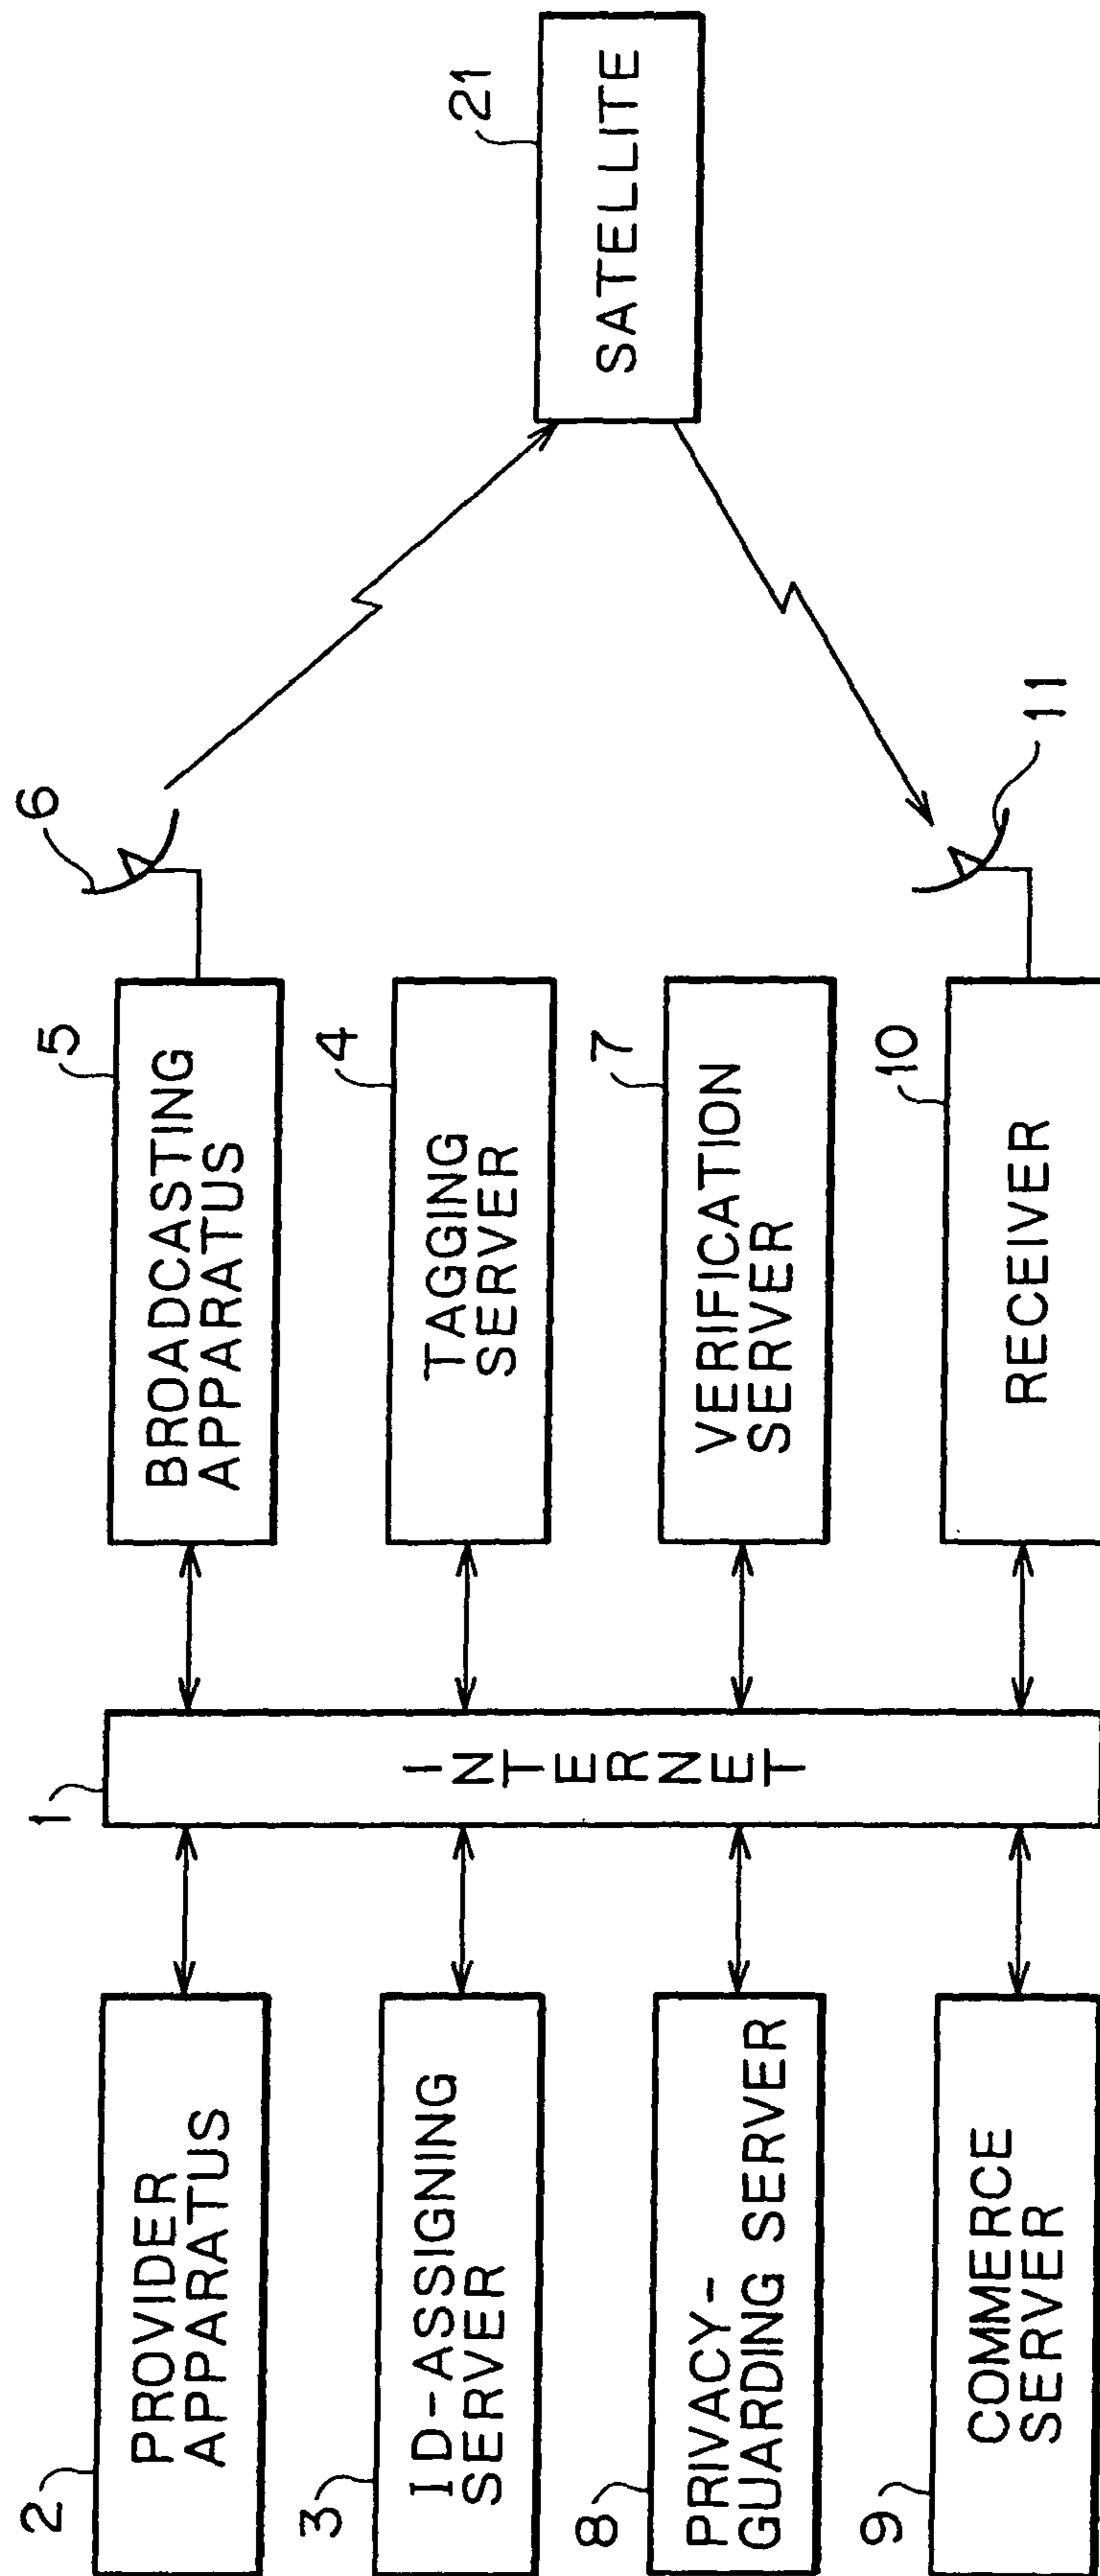 2
PROVIDER
APPARATUS
3
ID-ASSIGNING
SERVER
8
PRIVACY-
GUARDING SERVER
9
COMMERCE
SERVER
1
INTERNET
5
BROADCASTING
APPARATUS
4
TAGGING
SERVER
7
VERIFICATION
SERVER
10
RECEIVER
6
11
21
SATELLITE